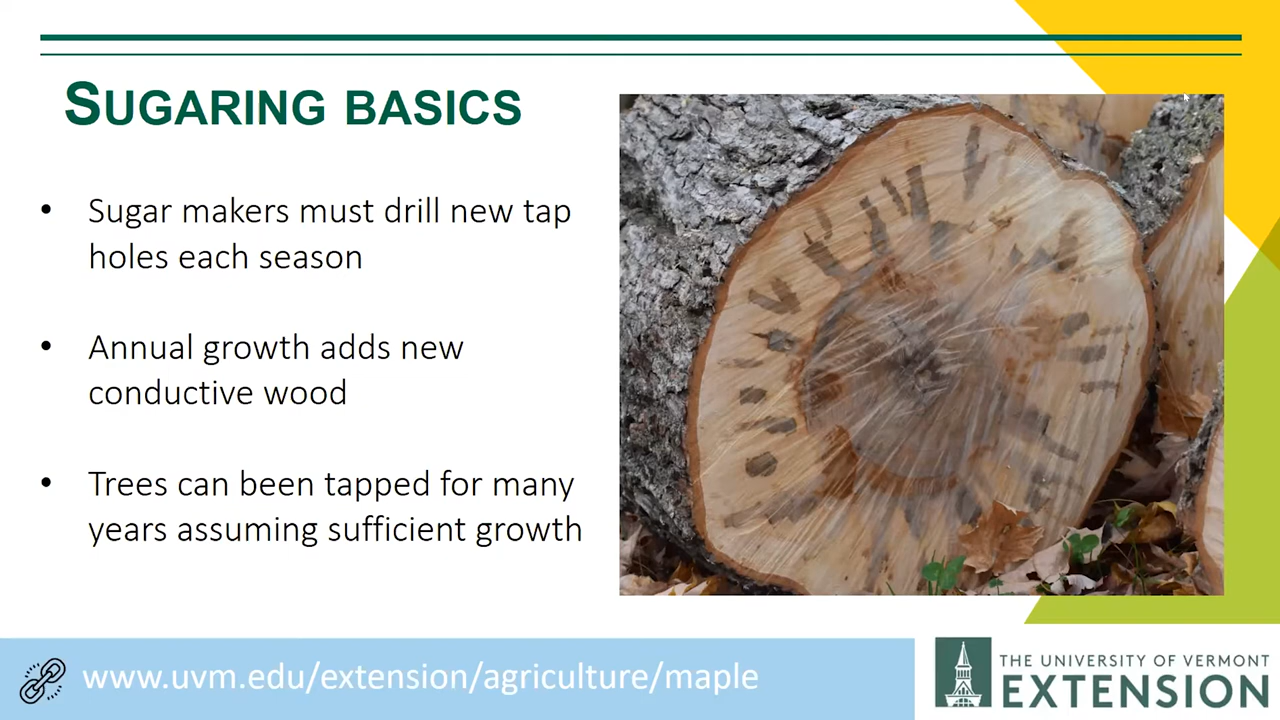 SUGARING BASICS
• Sugar makers must drill new tap
holes each season
• Annual growth adds new
conductive wood
• Trees can been tapped for many
years assuming sufficient growth
www.uvm.edu/extension/agriculture/maple
THE UNIVERSITY OF VERMONT
EXTENSION